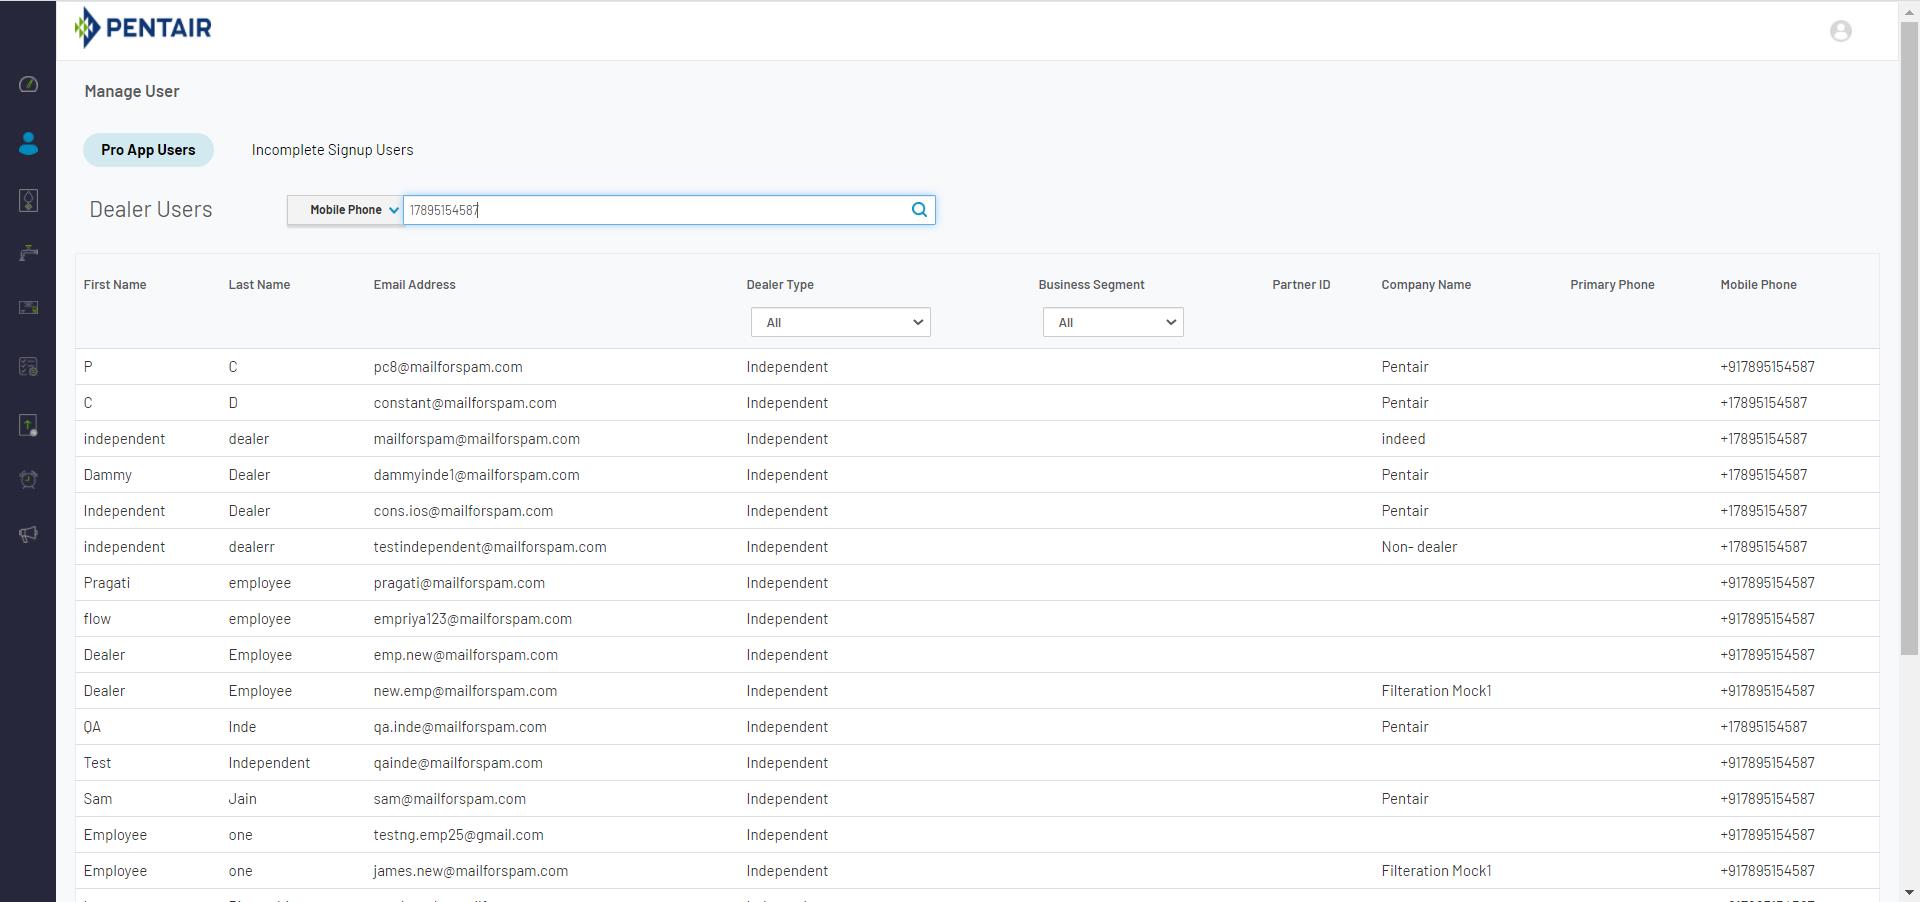 PENTAIR
Manage User
Pro App Users Incomplete Signup Users
Dealer Users Mobile Phone 17895154587
First Name Last Name Email Address Dealer Type Business Segment Partner ID Company Name Primary Phone Mobile Phone
All All
P C pc8@mailforspam.com Independent Pentair +917895154587
C D constant@mailforspam.com Independent Pentair +17895154587
independent dealer mailforspam@mailforspam.com Independent indeed +17895154587
Dammy Dealer dammyinde1@mailforspam.com Independent Pentair +17895154587
Independent Dealer cons.ios@mailforspam.com Independent Pentair +17895154587
independent dealerr testindependent@mailforspam.com Independent Non- dealer +17895154587
Pragati employee pragati@mailforspam.com Independent +917895154587
flow employee empriya123@mailforspam.com Independent +917895154587
Dealer Employee emp.new@mailforspam.com Independent +917895154587
Dealer Employee new.emp@mailforspam.com Independent Filteration Mock1 +917895154587
QA Inde qa.inde@mailforspam.com Independent Pentair +17895154587
Test Independent qainde@mailforspam.com Independent +917895154587
Sam Jain sam@mailforspam.com Independent Pentair +917895154587
Employee one testng.emp25@gmail.com Independent +917895154587
Employee one james.new@mailforspam.com Independent Filteration Mock1 +917895154587